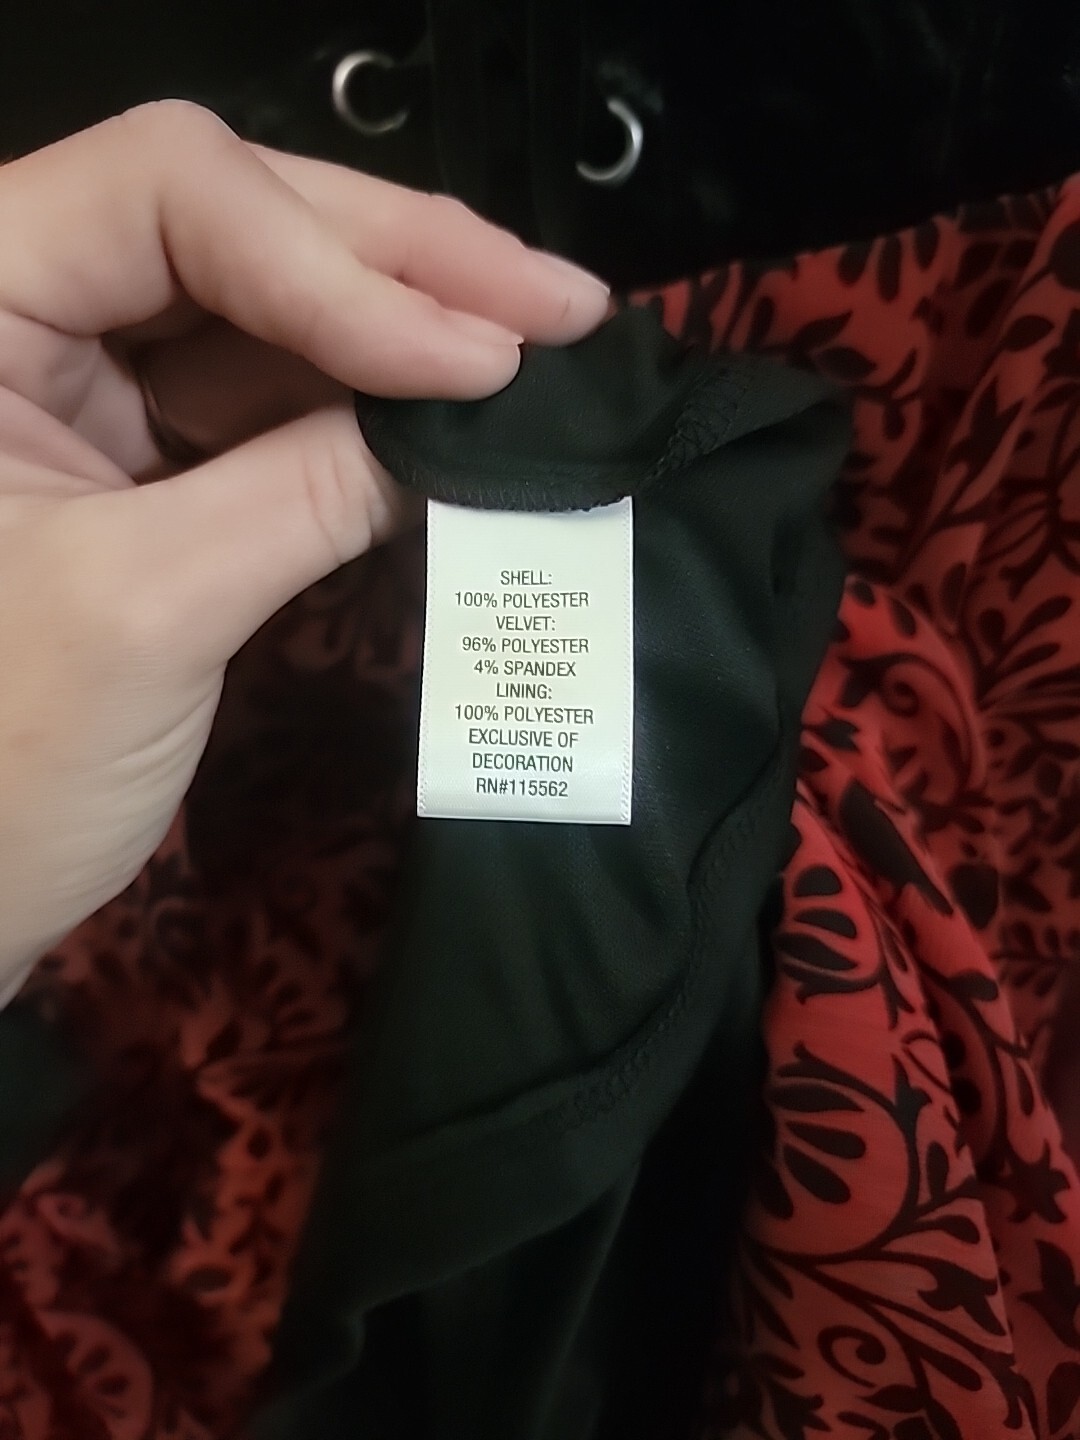 SHELL:
100% POLYESTER
VELVET:
96% POLYESTER
4% SPANDEX
LINING:
100% POLYESTER
EXCLUSIVE OF
DECORATION
RN#115562